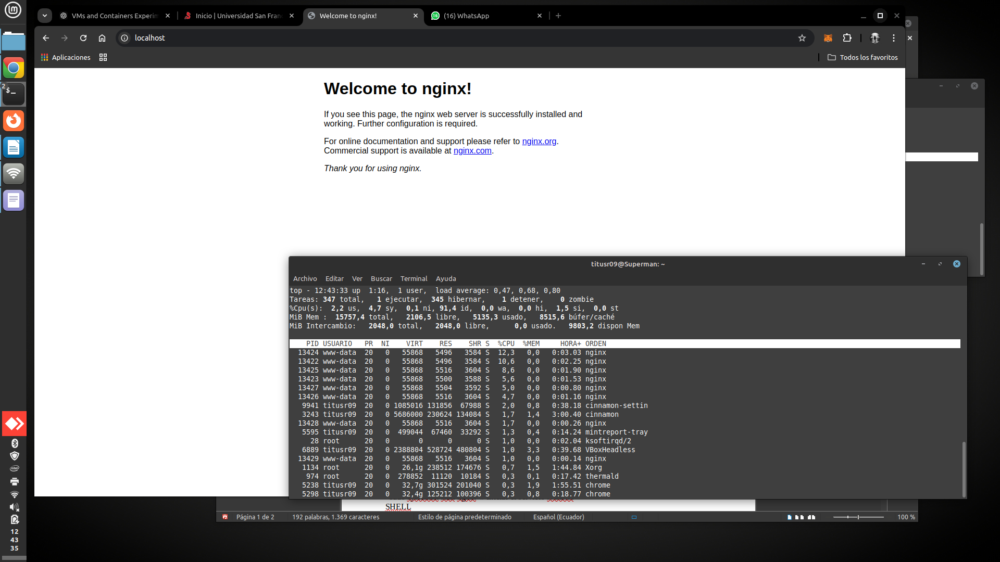 VMs and Containers Experim
Inicio | Universidad San Fran
Welcome to nginx!
(16) WhatsApp
localhost
Aplicaciones
Todos los favoritos
Welcome to nginx!
If you see this page, the nginx web server is successfully installed and
working. Further configuration is required.
For online documentation and support please refer to nginx.org.
Commercial support is available at nginx.com.
Thank you for using nginx.
titusr09@Superman: ~
Archivo Editar Ver Buscar Terminal Ayuda
top - 12:43:33 up  1:16,  1 user,  load average: 0,47, 0,68, 0,80
Tareas: 347 total,   1 ejecutar, 345 hibernar,    1 detener,    0 zombie
%Cpu(s):  2,2 us,  4,7 sy,  0,1 ni, 91,4 id,  0,0 wa,  0,0 hi,  1,5 si,  0,0 st
MiB Mem :  15757,4 total,   2106,5 libre,   5135,3 usado,   8515,6 búfer/caché
MiB Intercambio:   2048,0 total,   2048,0 libre,      0,0 usado.   9803,2 dispon Mem
PID USUARIO   PR  NI    VIRT    RES    SHR S  %CPU  %MEM     HORA+ ORDEN
13424 www-data  20   0   55868   5496   3584 S  12,3   0,0   0:03.03 nginx
13422 www-data  20   0   55868   5496   3584 S  10,6   0,0   0:02.25 nginx
13425 www-data  20   0   55868   5516   3604 S   8,6   0,0   0:01.90 nginx
13423 www-data  20   0   55868   5500   3588 S   5,6   0,0   0:01.53 nginx
13427 www-data  20   0   55868   5504   3592 S   5,0   0,0   0:00.80 nginx
13426 www-data  20   0   55868   5516   3604 S   4,7   0,0   0:01.16 nginx
9941 titusr09  20   0 1085016 131856  67988 S   2,0   0,8   0:38.18 cinnamon-settin
3243 titusr09  20   0 5686000 230624 134084 S   1,7   1,4   3:00.40 cinnamon
13428 www-data  20   0   55868   5516   3604 S   1,7   0,0   0:00.26 nginx
5595 titusr09  20   0  499044  67460  33292 S   1,3   0,4   0:14.24 mintreport-tray
28 root      20   0       0      0      0 S   1,0   0,0   0:02.04 ksoftirqd/2
6889 titusr09  20   0 2388804 528724 480804 S   1,0   3,3   0:39.68 VBoxHeadless
13429 www-data  20   0   55868   5516   3604 S   1,0   0,0   0:00.14 nginx
1134 root      20   0   26,1g 238512 174676 S   0,7   1,5   1:44.84 Xorg
974 root      20   0  278852  11120  10184 S   0,3   0,1   0:17.42 thermald
5238 titusr09  20   0   32,7g 301524 201040 S   0,3   1,9   1:55.51 chrome
5298 titusr09  20   0   32,4g 125212 100396 S   0,3   0,8   0:18.77 chrome
SHELL
Página 1 de 2
192 palabras, 1.369 caracteres
Estilo de página predeterminado
Español (Ecuador)
100 %
2
$_
16
intel
12
43
35